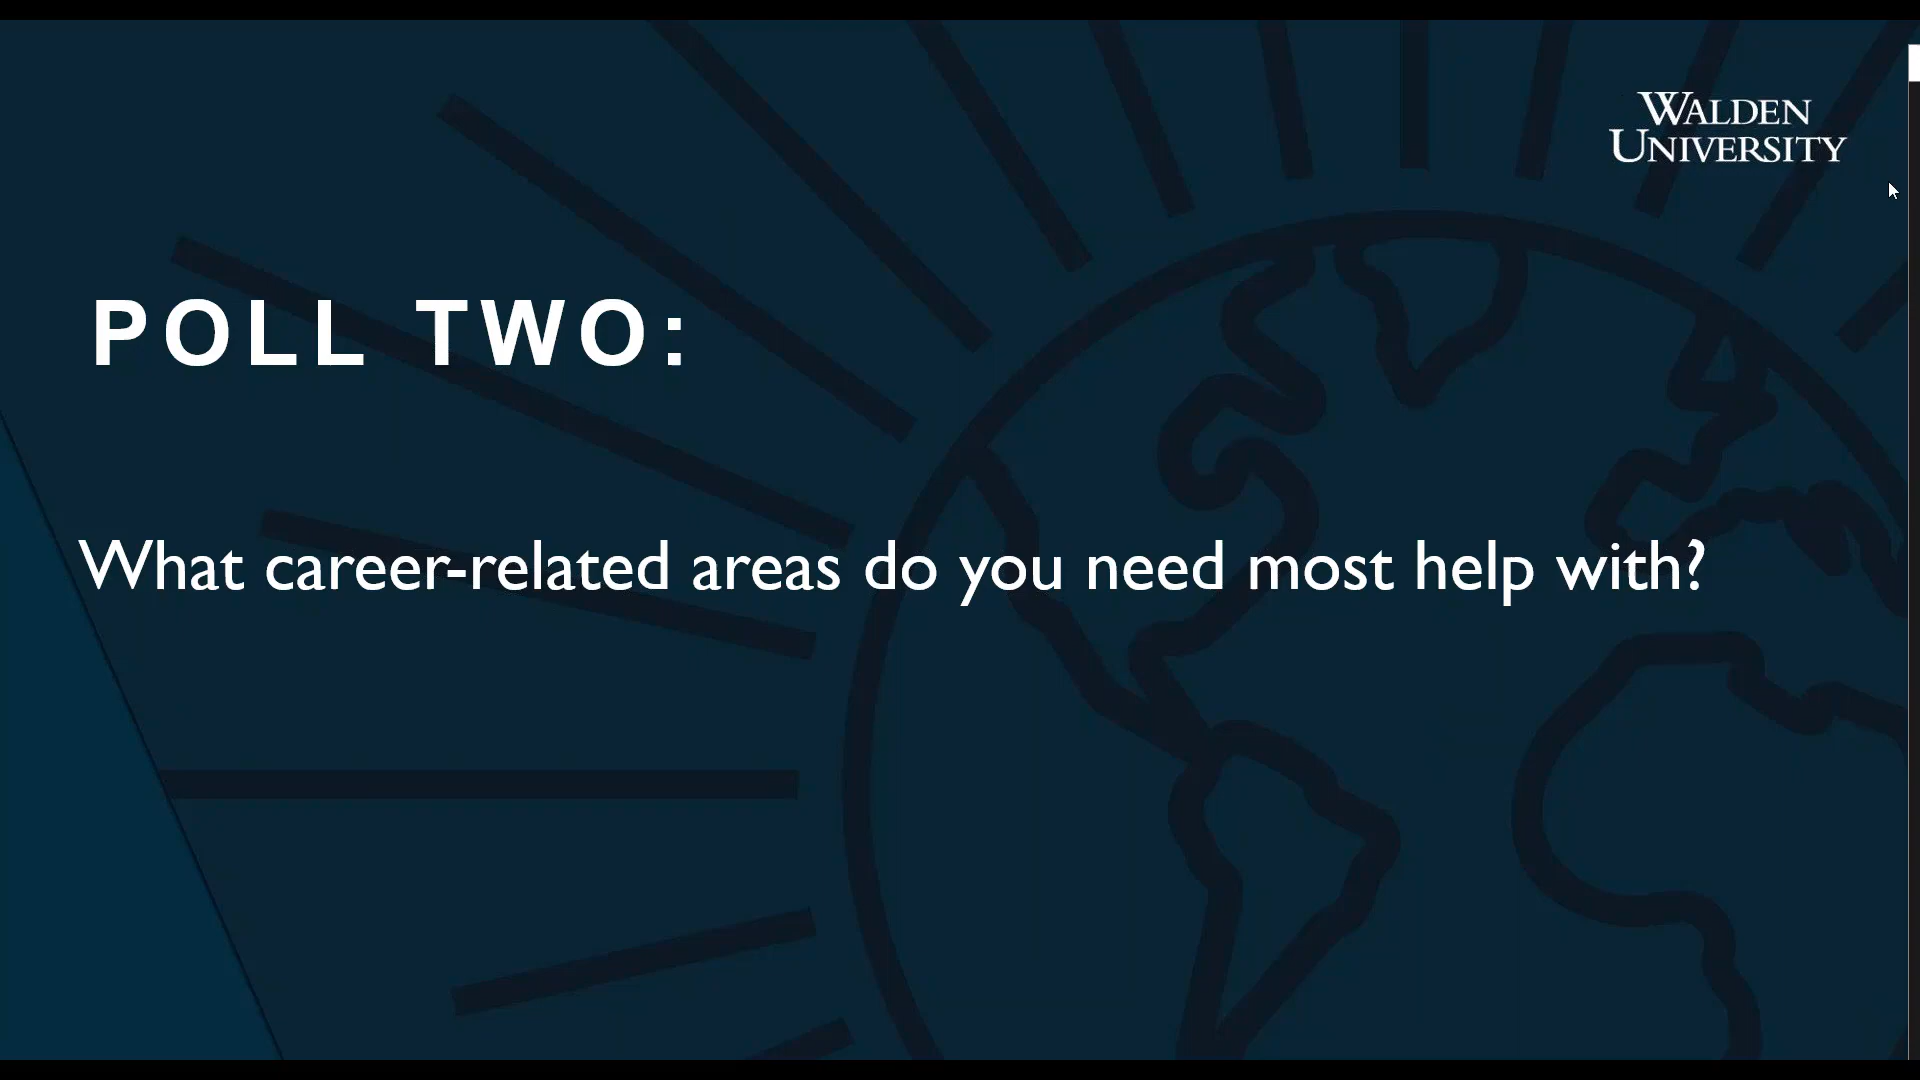 WALDEN
UNIVERSITY
POLL TWO:
What career-related areas do you need most help with?